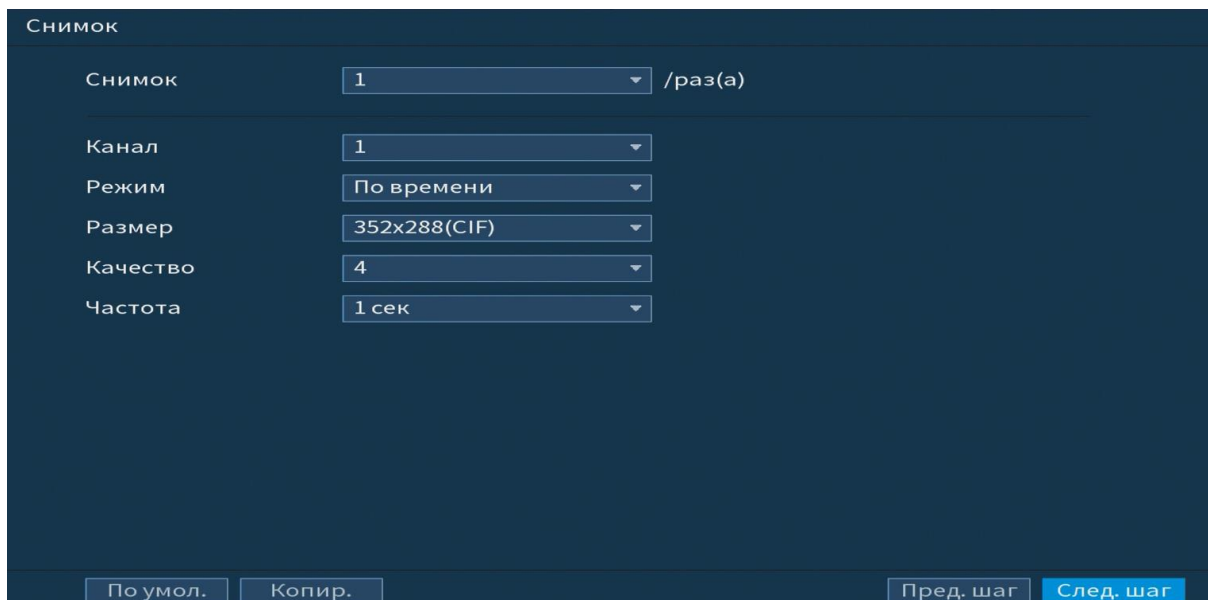 Снимок
Снимок 1 /раз(а)
Канал 1
Режим По времени
Размер 352x288(CIF)
Качество 4
Частота 1 сек
По умол. Копир. Пред. шаг След. шаг